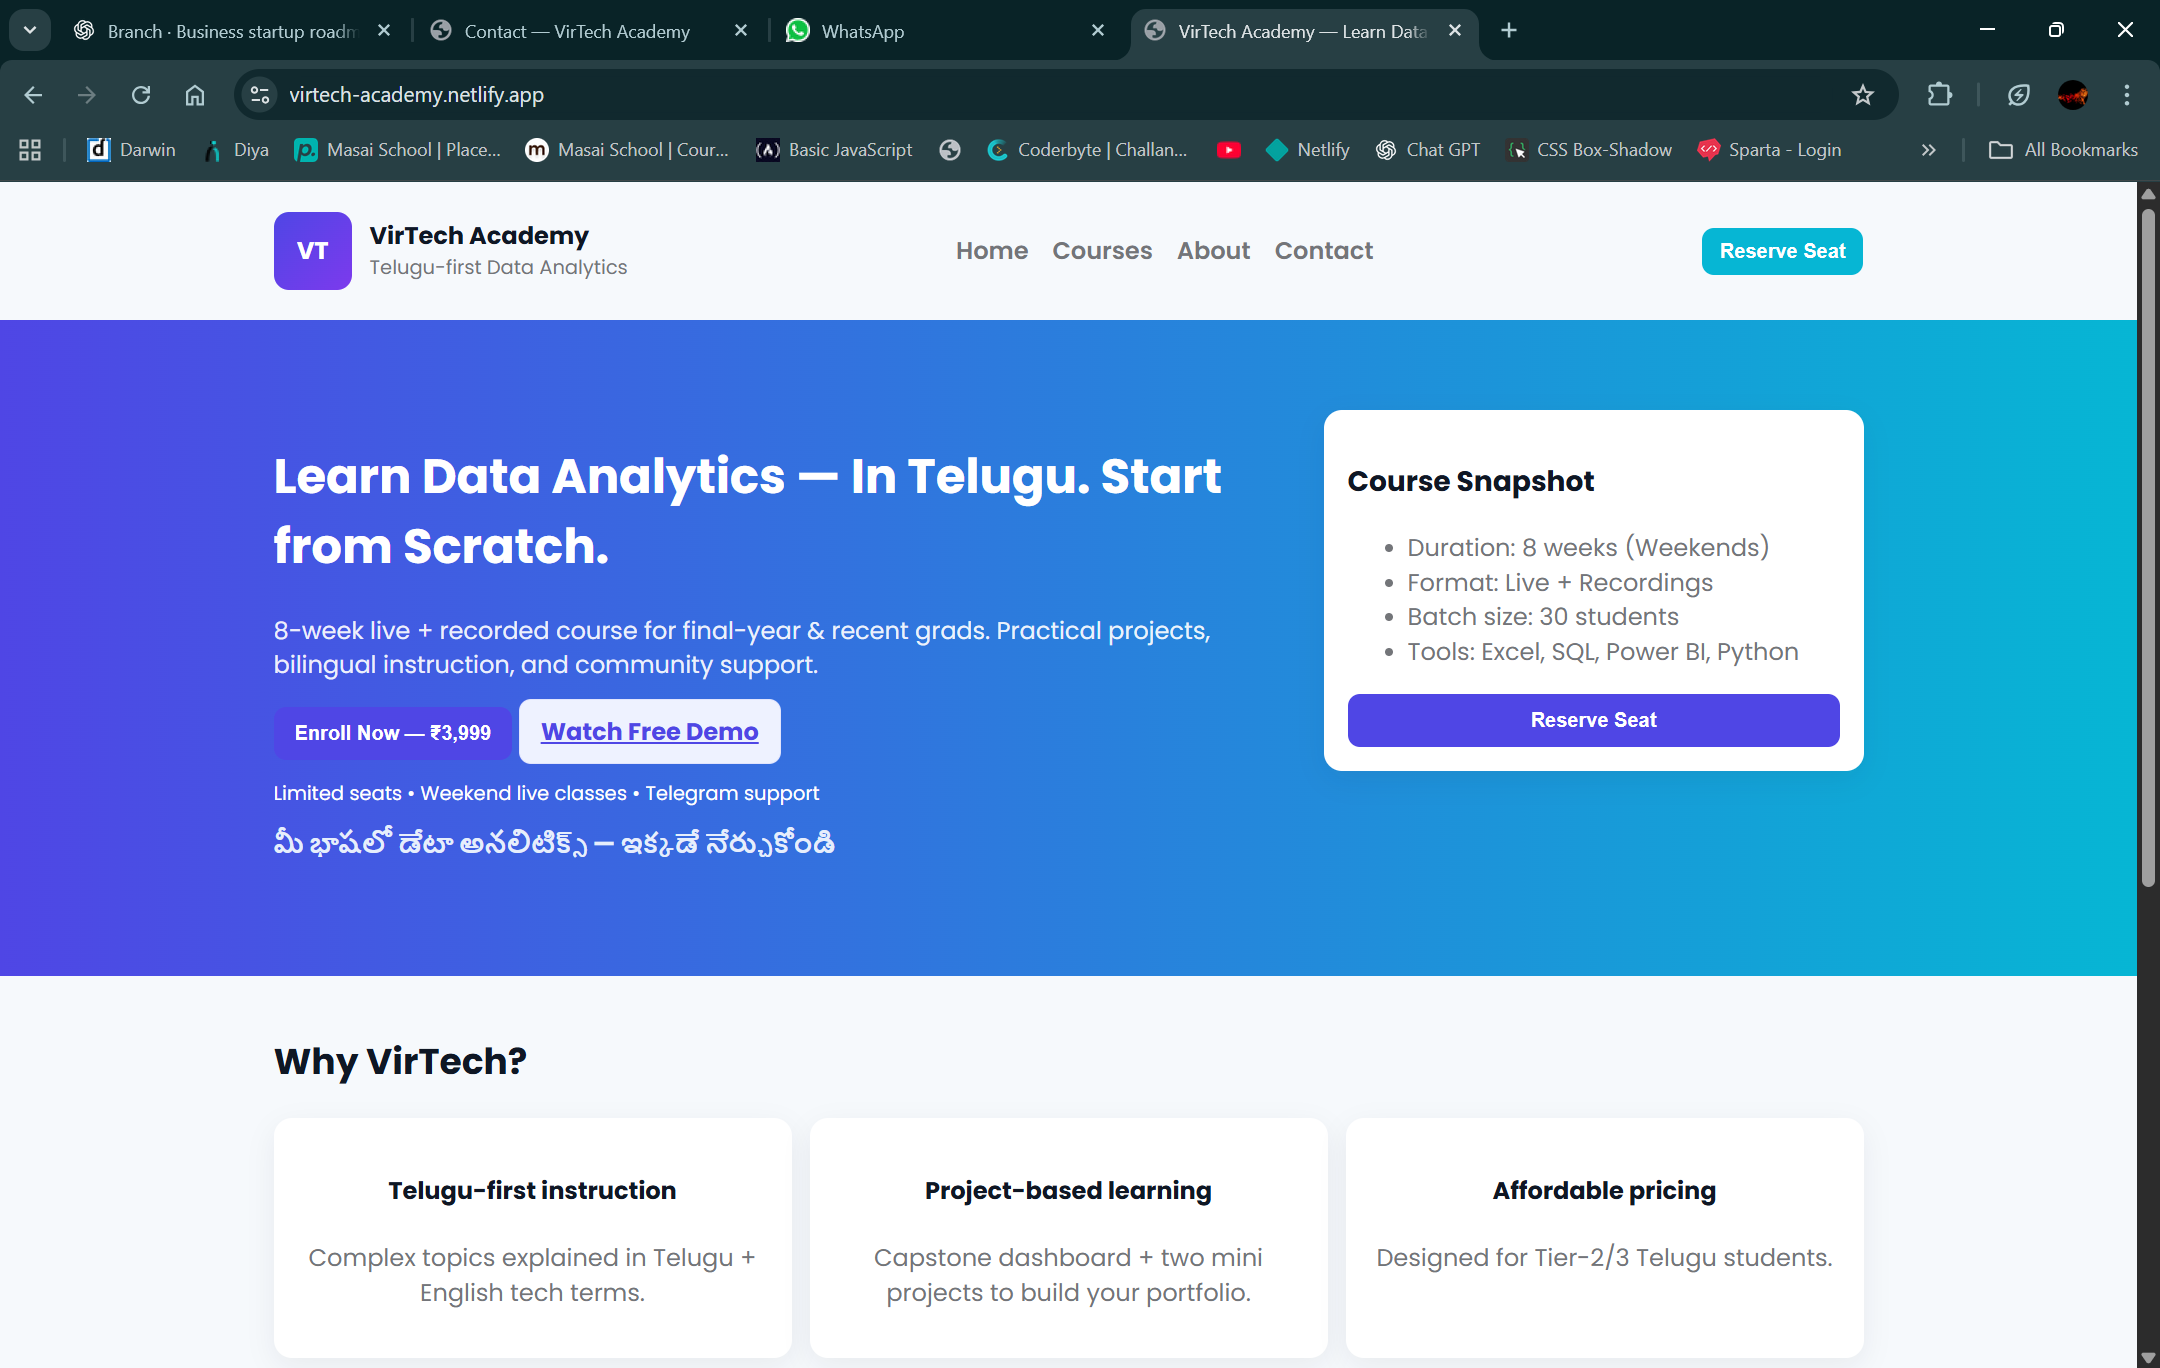 Branch · Business startup roadm
Contact — VirTech Academy
WhatsApp
VirTech Academy — Learn Data
virtech-academy.netlify.app
Darwin
Diya
Masai School | Place...
Masai School | Cour...
Basic JavaScript
Coderbyte | Challan...
Netlify
Chat GPT
CSS Box-Shadow
Sparta - Login
All Bookmarks
VT
VirTech Academy
Telugu-first Data Analytics
Home
Courses
About
Contact
Reserve Seat
Learn Data Analytics — In Telugu. Start
from Scratch.
8-week live + recorded course for final-year & recent grads. Practical projects,
bilingual instruction, and community support.
Enroll Now — ₹3,999
Watch Free Demo
Limited seats • Weekend live classes • Telegram support
మీ భాషలో డేటా అనలిటిక్స్ — ఇక్కడే నేర్చుకోండి
Course Snapshot
• Duration: 8 weeks (Weekends)
• Format: Live + Recordings
• Batch size: 30 students
• Tools: Excel, SQL, Power BI, Python
Reserve Seat
Why VirTech?
Telugu-first instruction
Complex topics explained in Telugu +
English tech terms.
Project-based learning
Capstone dashboard + two mini
projects to build your portfolio.
Affordable pricing
Designed for Tier-2/3 Telugu students.